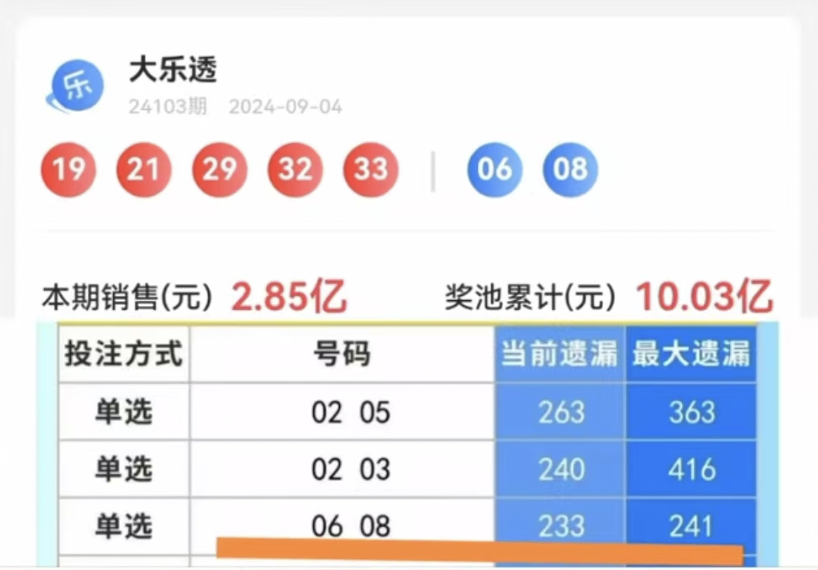 乐
大乐透
24103期 2024-09-04
19 21 29 32 33 06 08
本期销售(元) 2.85亿 奖池累计(元) 10.03亿
投注方式 号码 当前遗漏 最大遗漏
单选 02 05 263 363
单选 02 03 240 416
单选 06 08 233 241